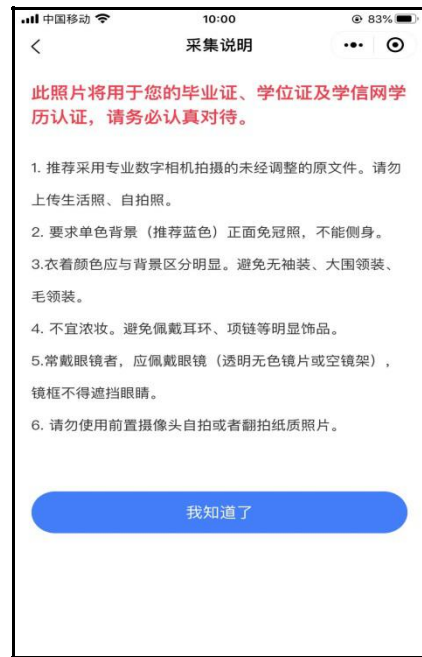 中国移动 10:00 83%
采集说明
此照片将用于您的毕业证、学位证及学信网学
历认证，请务必认真对待。
1. 推荐采用专业数字相机拍摄的未经调整的原文件。请勿
上传生活照、自拍照。
2. 要求单色背景（推荐蓝色）正面免冠照，不能侧身。
3.衣着颜色应与背景区分明显。避免无袖装、大围领装、
毛领装。
4. 不宜浓妆。避免佩戴耳环、项链等明显饰品。
5.常戴眼镜者，应佩戴眼镜（透明无色镜片或空镜架），
镜框不得遮挡眼睛。
6. 请勿使用前置摄像头自拍或者翻拍纸质照片。
我知道了